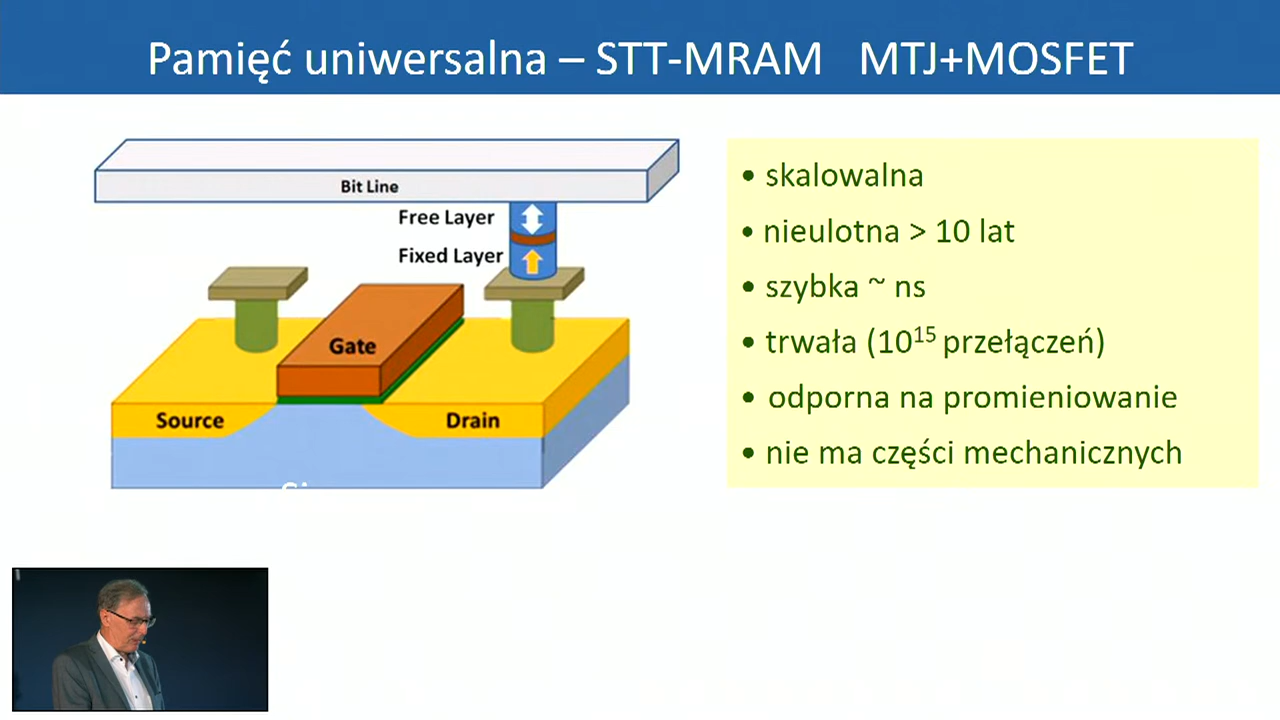 Pamięć uniwersalna – STT-MRAM MTJ+MOSFET
Bit Line
Free Layer
Fixed Layer
Gate
Source
Drain
• skalowalna
• nieulotna > 10 lat
• szybka ~ ns
• trwała (10¹⁵ przełączeń)
• odporna na promieniowanie
• nie ma części mechanicznych